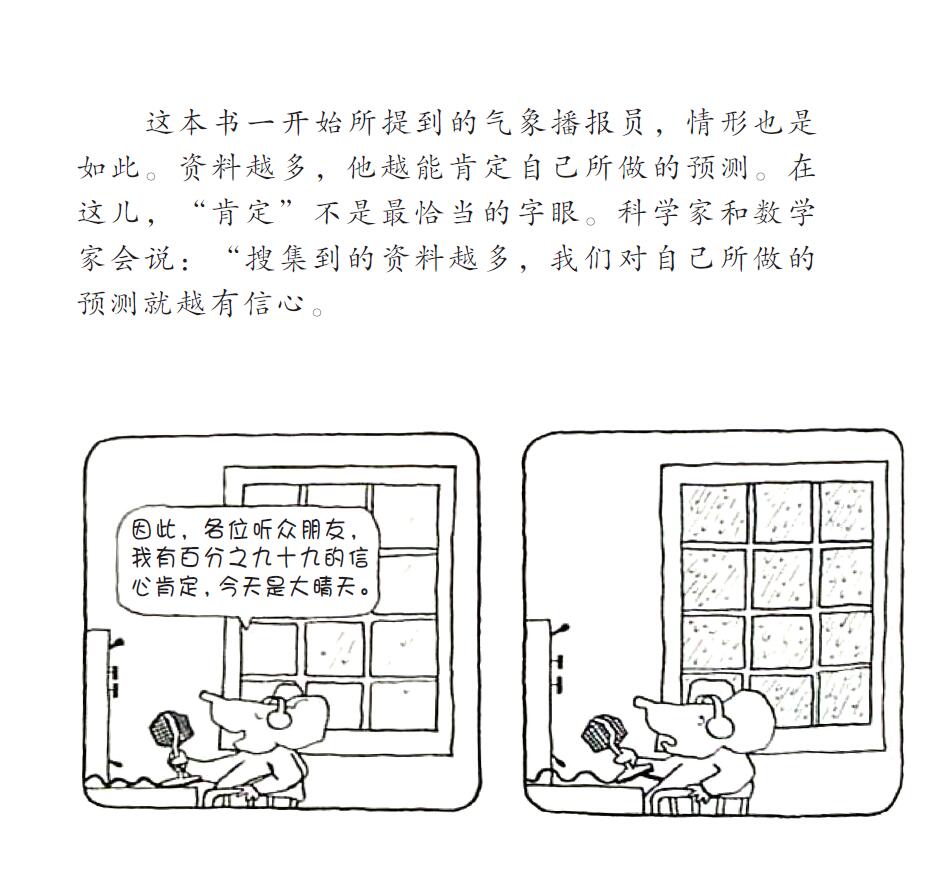 这本书一开始所提到的气象播报员，情形也是
如此。资料越多，他越能肯定自己所做的预测。在
这儿，“肯定”不是最恰当的字眼。科学家和数学
家会说：“搜集到的资料越多，我们对自己所做的
预测就越有信心。
因此，各位听众朋友，
我有百分之九十九的信
心肯定，今天是大晴天。